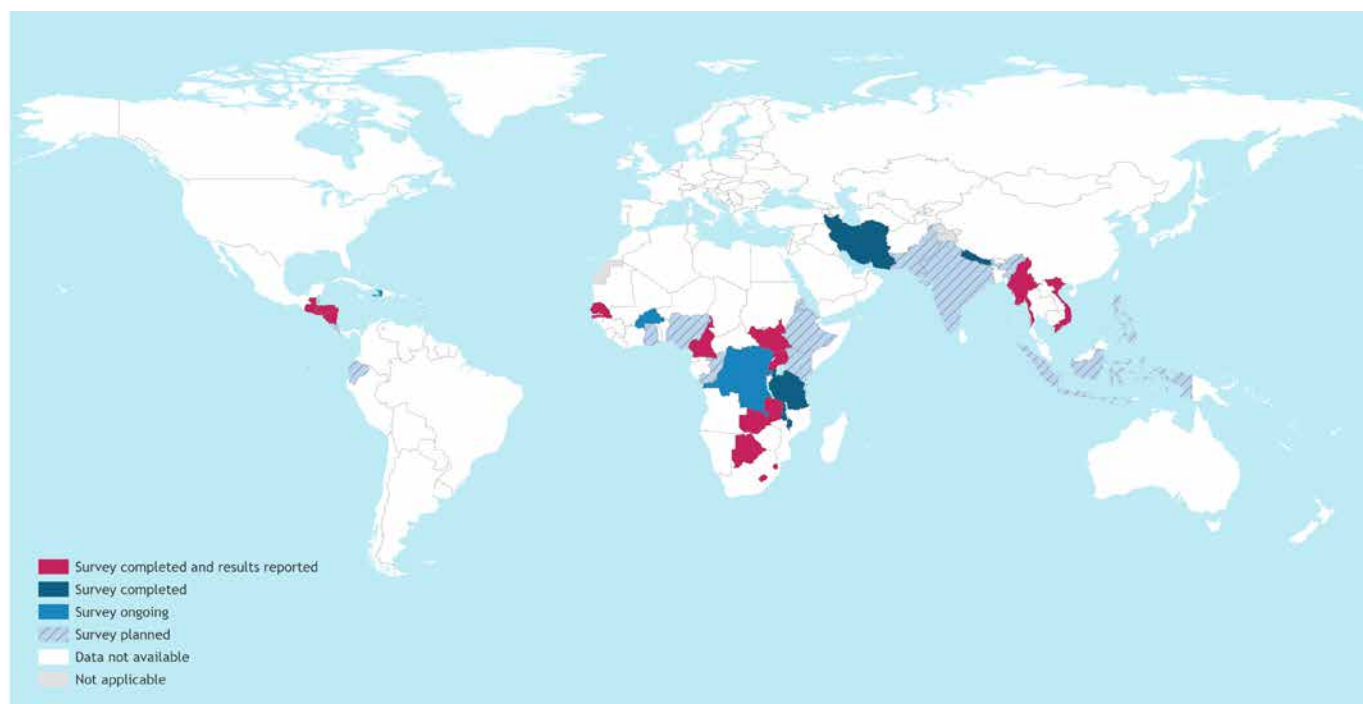 Survey completed and results reported
Survey completed
Survey ongoing
Survey planned
Data not available
Not applicable